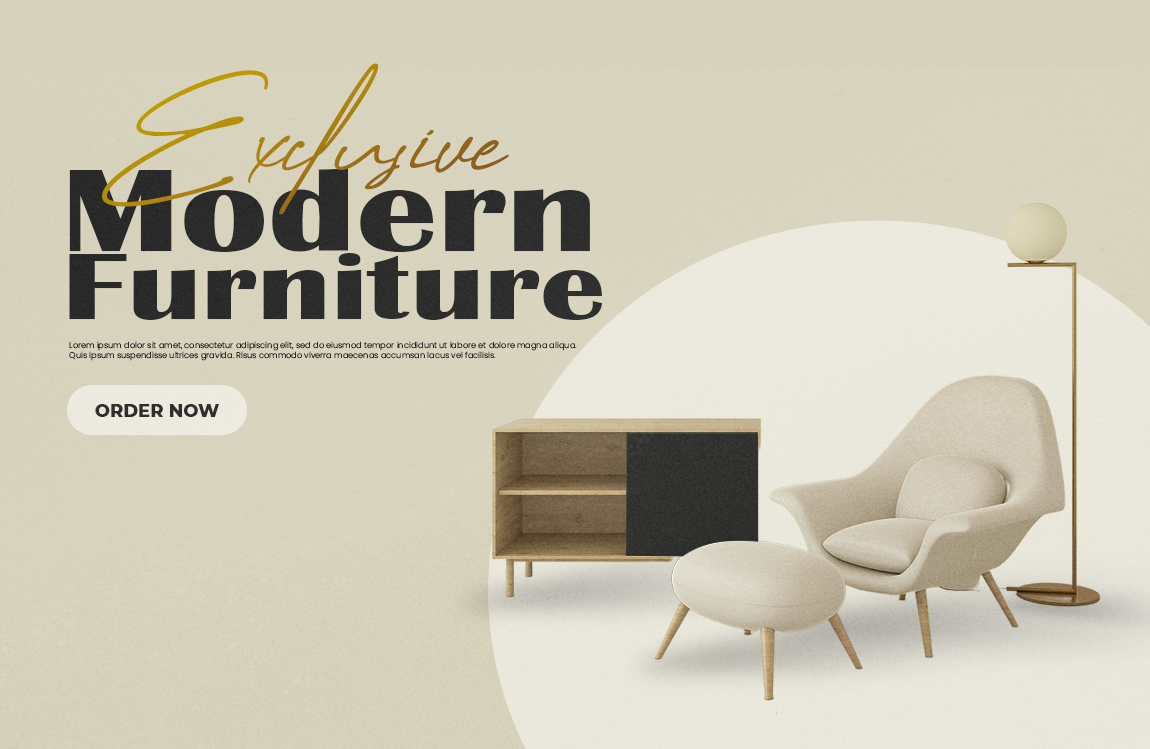 Exclusive
Modern
Furniture
Lorem ipsum dolor sit amet, consectetur adipiscing elit, sed do eiusmod tempor incididunt ut labore et dolore magna aliqua.
Quis ipsum suspendisse ultrices gravida. Risus commodo viverra maecenas accumsan lacus vel facilisis.
ORDER NOW